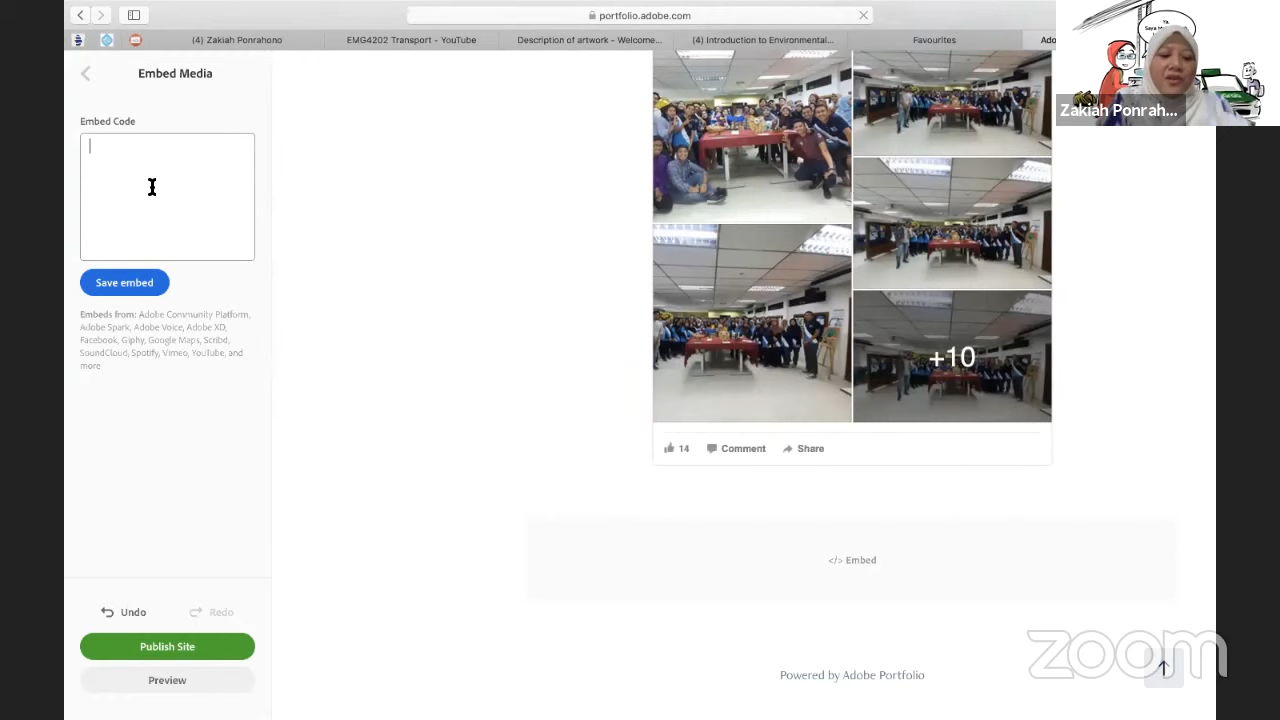 portfolio.adobe.com
(4) Zakiah Ponrahono
EMG4202 Transport - YouTube
Description of artwork - Welcome...
(4) Introduction to Environmental...
Favourites
Ado
Zakiah Ponrah...
Embed Media
Embed Code
Save embed
Embeds from: Adobe Community Platform,
Adobe Spark, Adobe Voice, Adobe XD,
Facebook, Giphy, Google Maps, Scribd,
SoundCloud, Spotify, Vimeo, YouTube, and
more
+10
14
Comment
Share
</> Embed
Undo
Redo
Publish Site
Preview
Powered by Adobe Portfolio
zoom